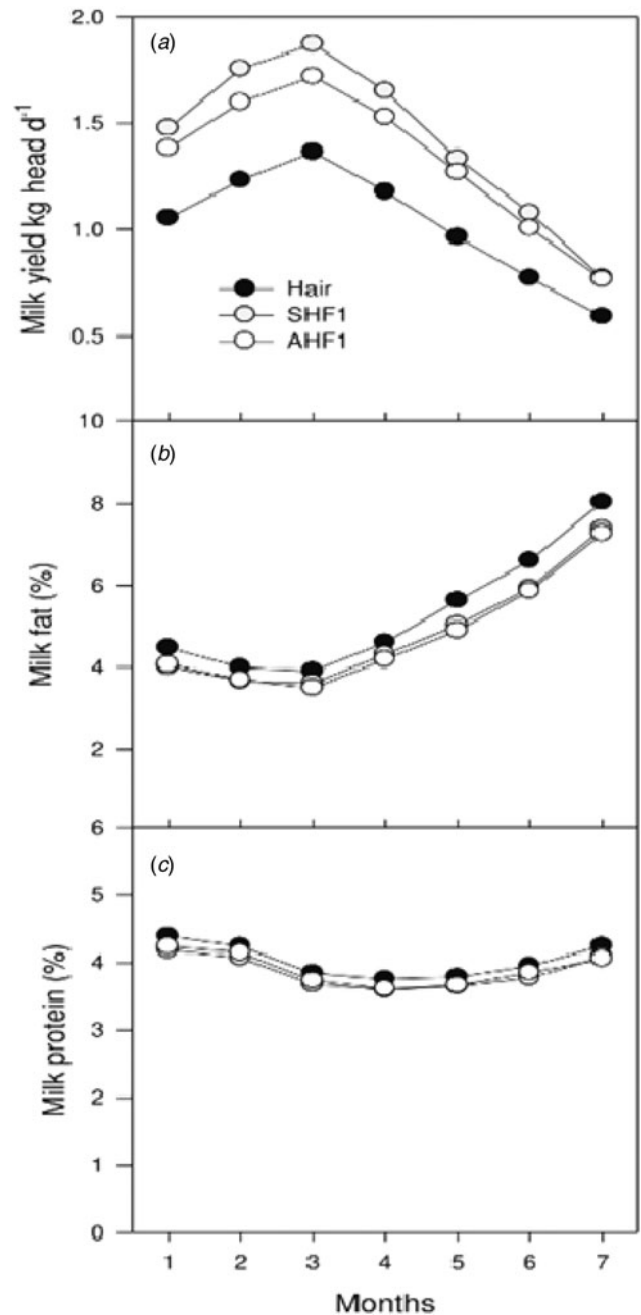 (a)
Milk yield kg head d-1
2.0
1.5
1.0
0.5
Hair
SHF1
AHF1
(b)
Milk fat (%)
10
8
6
4
2
(c)
Milk protein (%)
6
5
4
3
2
1
0
1 2 3 4 5 6 7
Months